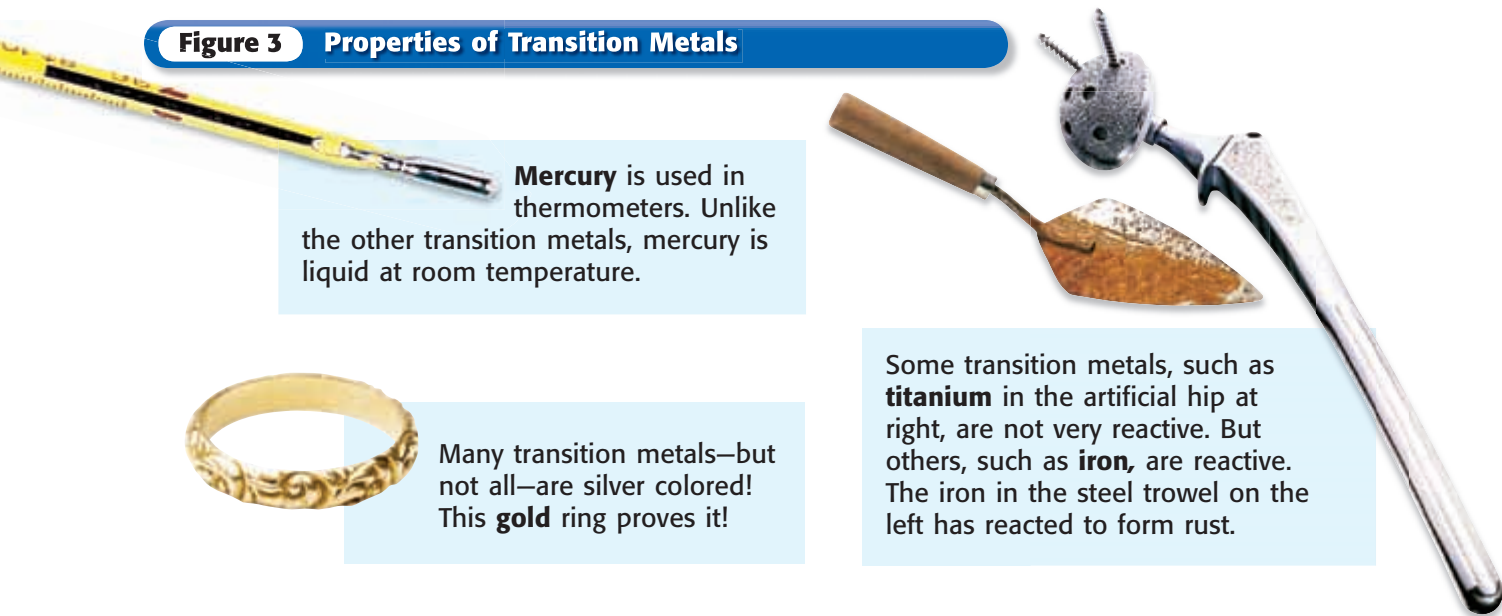 Figure 3 Properties of Transition Metals
Mercury is used in
thermometers. Unlike
the other transition metals, mercury is
liquid at room temperature.
Many transition metals—but
not all—are silver colored!
This gold ring proves it!
Some transition metals, such as
titanium in the artificial hip at
right, are not very reactive. But
others, such as iron, are reactive.
The iron in the steel trowel on the
left has reacted to form rust.